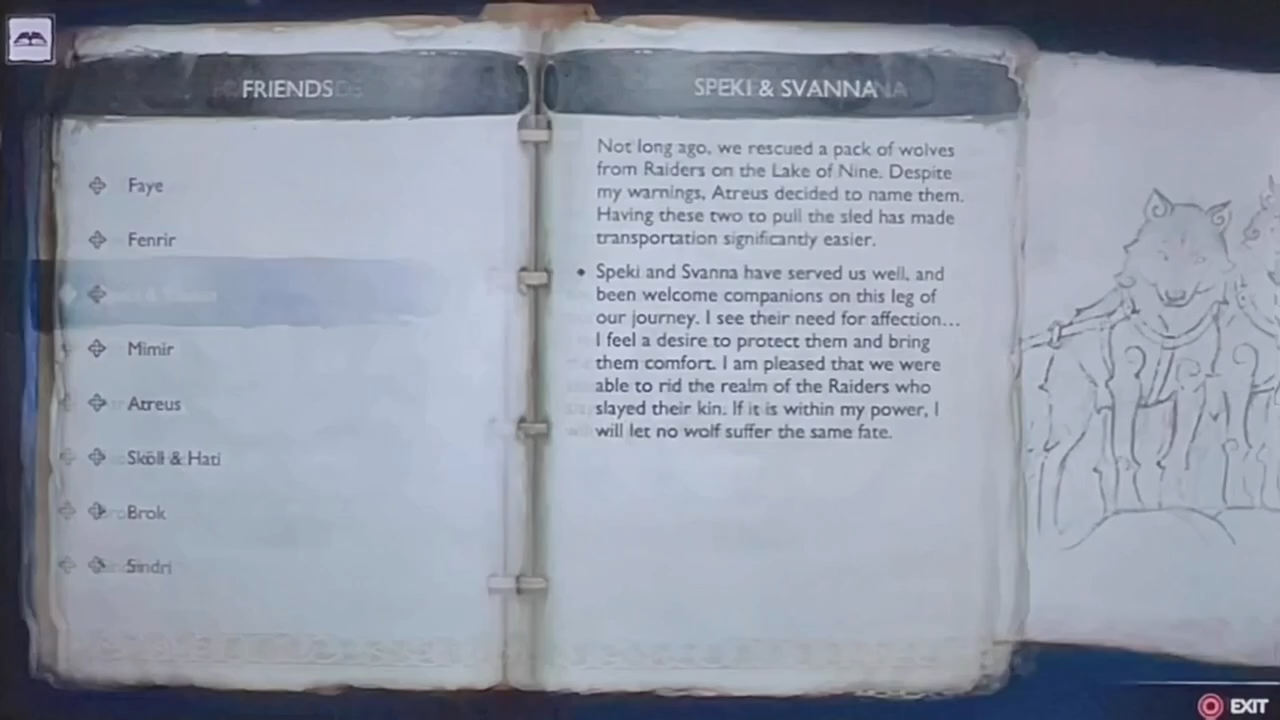 FRIENDS
SPEKI & SVANNA
Faye
Fenrir
Mimir
Atreus
Sköll & Hati
Brok
Sindri
Not long ago, we rescued a pack of wolves
from Raiders on the Lake of Nine. Despite
my warnings, Atreus decided to name them.
Having these two to pull the sled has made
transportation significantly easier.
• Speki and Svanna have served us well, and
been welcome companions on this leg of
our journey. I see their need for affection...
I feel a desire to protect them and bring
them comfort. I am pleased that we were
able to rid the realm of the Raiders who
slayed their kin. If it is within my power, I
will let no wolf suffer the same fate.
EXIT